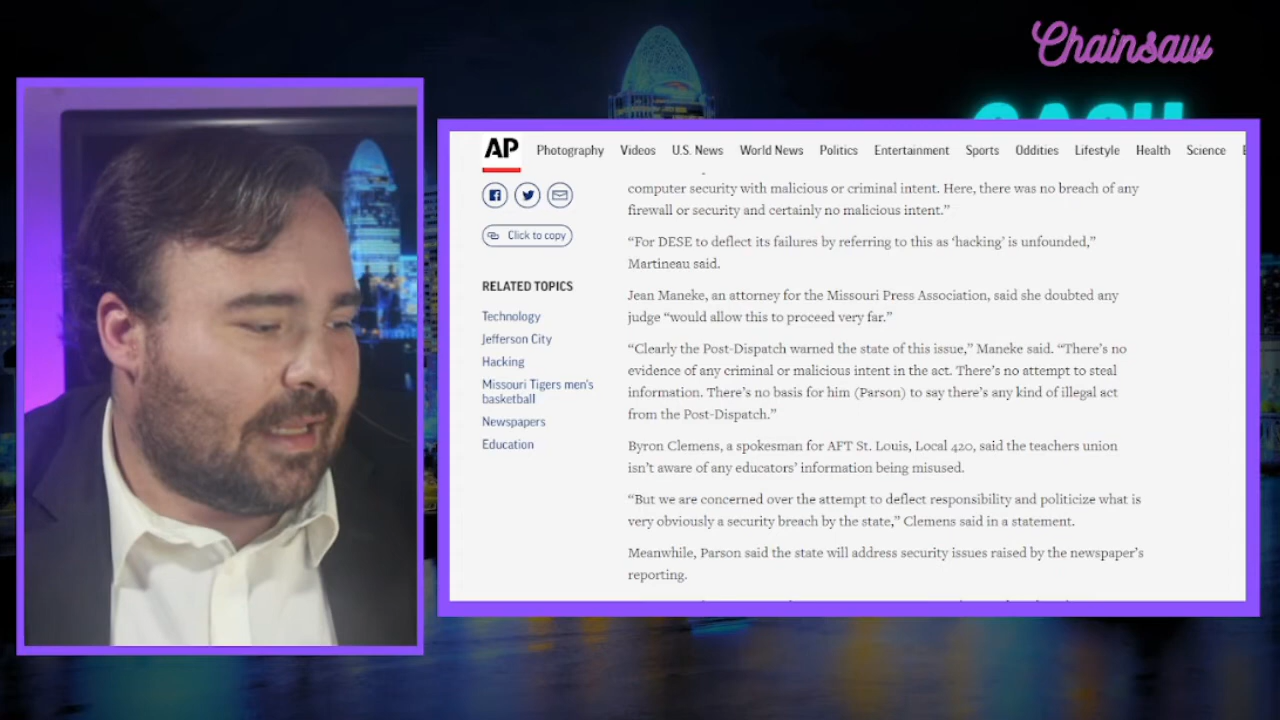 Chainsaw
CASH
AP
Photography Videos U.S. News World News Politics Entertainment Sports Oddities Lifestyle Health Science
Click to copy
RELATED TOPICS
Technology
Jefferson City
Hacking
Missouri Tigers men's
basketball
Newspapers
Education
computer security with malicious or criminal intent. Here, there was no breach of any
firewall or security and certainly no malicious intent.”
“For DESE to deflect its failures by referring to this as ‘hacking’ is unfounded,”
Martineau said.
Jean Maneke, an attorney for the Missouri Press Association, said she doubted any
judge “would allow this to proceed very far.”
“Clearly the Post-Dispatch warned the state of this issue,” Maneke said. “There’s no
evidence of any criminal or malicious intent in the act. There’s no attempt to steal
information. There’s no basis for him (Parson) to say there’s any kind of illegal act
from the Post-Dispatch.”
Byron Clemens, a spokesman for AFT St. Louis, Local 420, said the teachers union
isn’t aware of any educators’ information being misused.
“But we are concerned over the attempt to deflect responsibility and politicize what is
very obviously a security breach by the state,” Clemens said in a statement.
Meanwhile, Parson said the state will address security issues raised by the newspaper’s
reporting.